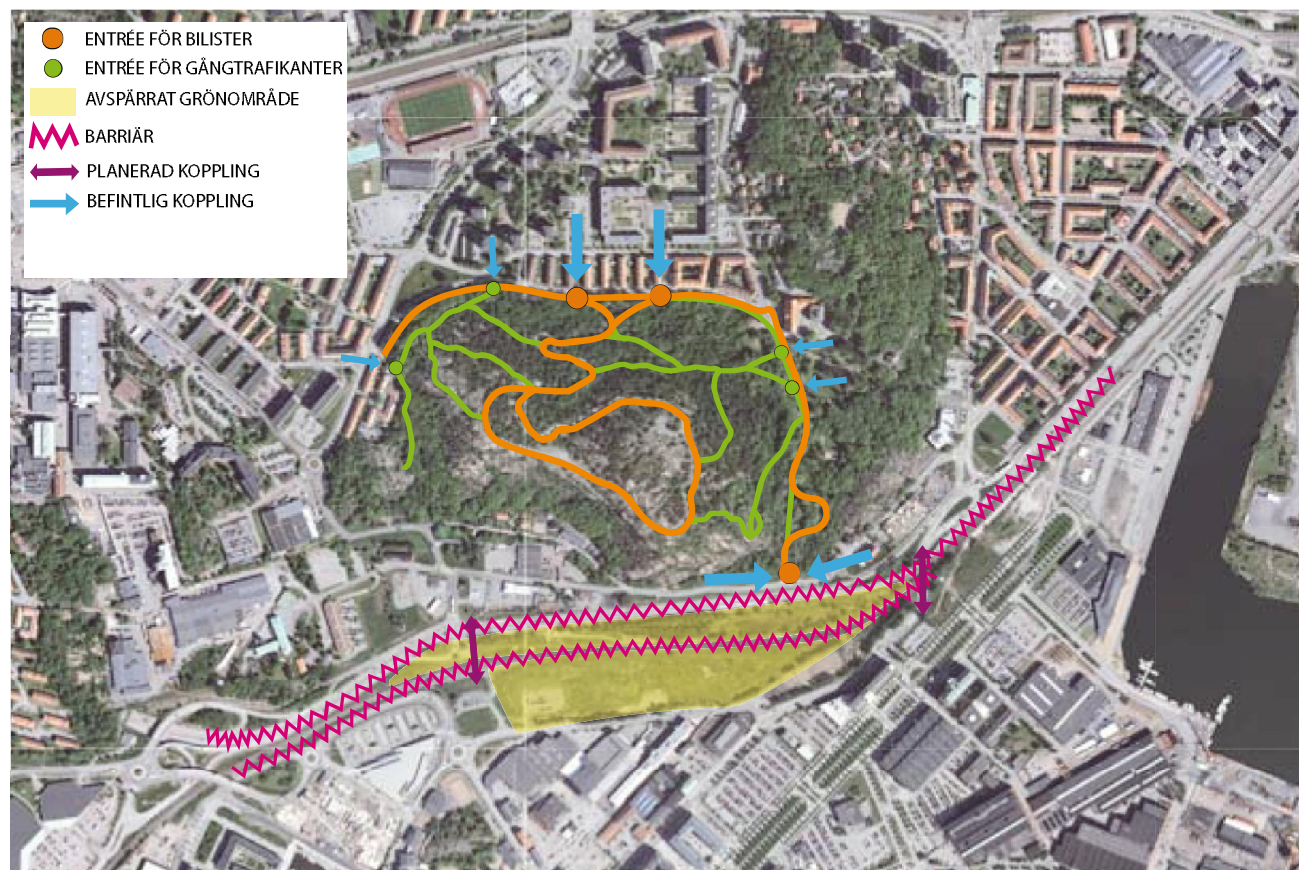 ENTRÉE FÖR BILISTER
ENTRÉE FÖR GÅNGTRAFIKANTER
AVSPÄRRAT GRÖNOMRÅDE
BARRIÄR
PLANERAD KOPPLING
BEFINTLIG KOPPLING